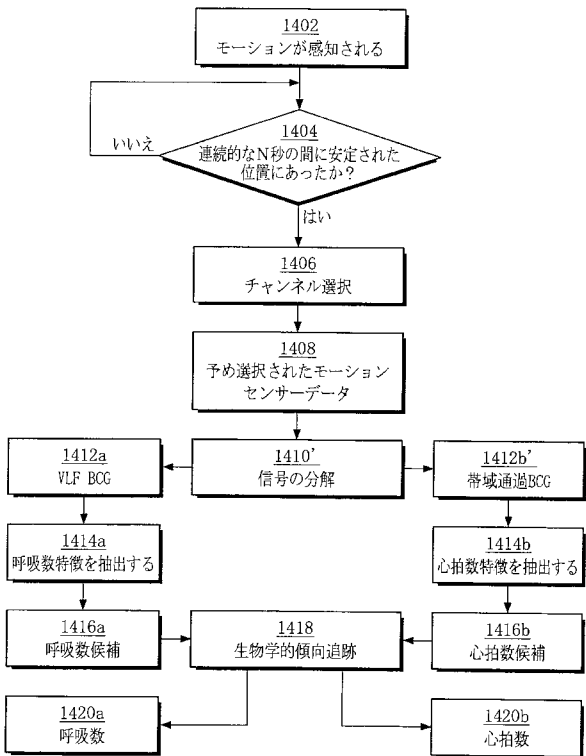 1402
モーションが感知される
1404
いいえ
連続的なN秒の間に安定された
位置にあったか?
はい
1406
チャンネル選択
1408
予め選択されたモーション
センサーデータ
1410'
信号の分解
1412a
VLF BCG
1412b'
帯域通過BCG
1414a
呼吸数特徴を抽出する
1414b
心拍数特徴を抽出する
1416a
呼吸数候補
1418
生物学的傾向追跡
1416b
心拍数候補
1420a
呼吸数
1420b
心拍数